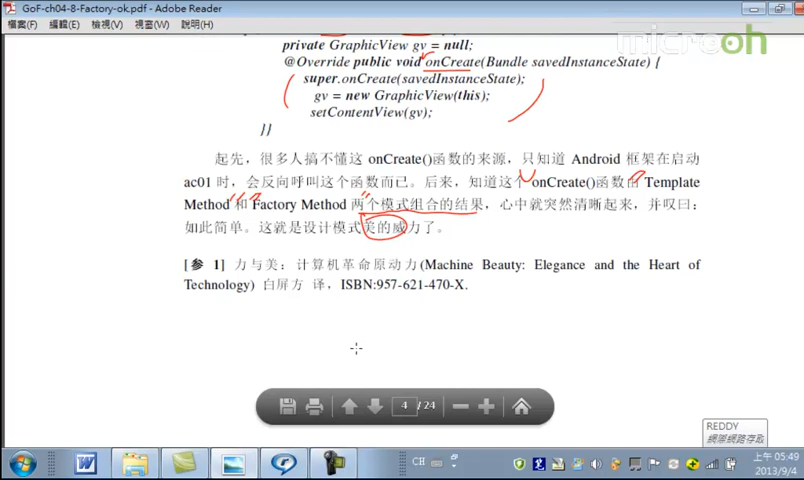 GoF-ch04-8-Factory-ok.pdf - Adobe Reader
檔案(F) 編輯(E) 檢視(V) 視窗(W) 說明(H)
microoh
private GraphicView gv = null;
@Override public void onCreate(Bundle savedInstanceState) {
super.onCreate(savedInstanceState);
gv = new GraphicView(this);
setContentView(gv);
}}
起先，很多人搞不懂这 onCreate()函数的来源，只知道 Android 框架在启动
ac01 时，会反向呼叫这个函数而已。后来，知道这个 onCreate()函数由 Template
Method 和 Factory Method 两个模式组合的结果，心中就突然清晰起来，并叹曰：
如此简单。这就是设计模式美的威力了。
[参 1] 力与美：计算机革命原动力(Machine Beauty: Elegance and the Heart of
Technology) 白屏方 译，ISBN:957-621-470-X.
4 / 24
REDDY
網際網路存取
CH
上午 05:49
2013/9/4